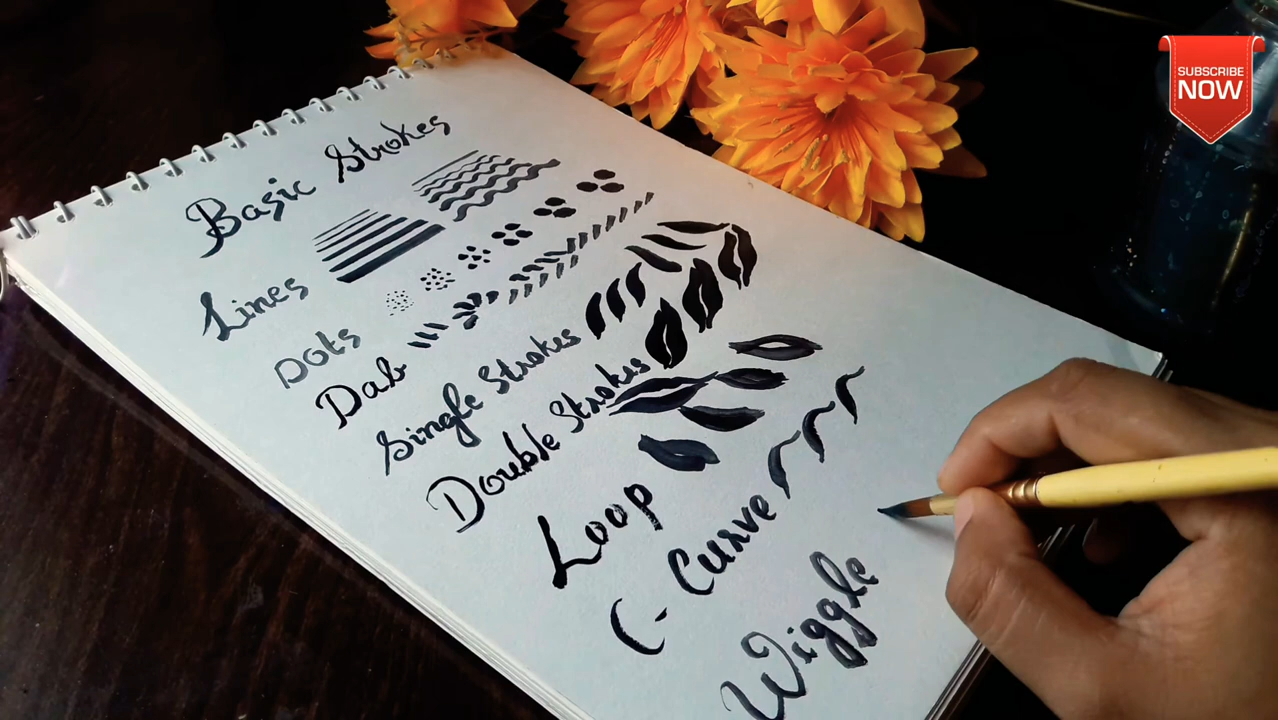 Basic Strokes
Lines
Dots
Dab
Single Strokes
Double Strokes
Loop
C- Curve
Wiggle
SUBSCRIBE
NOW